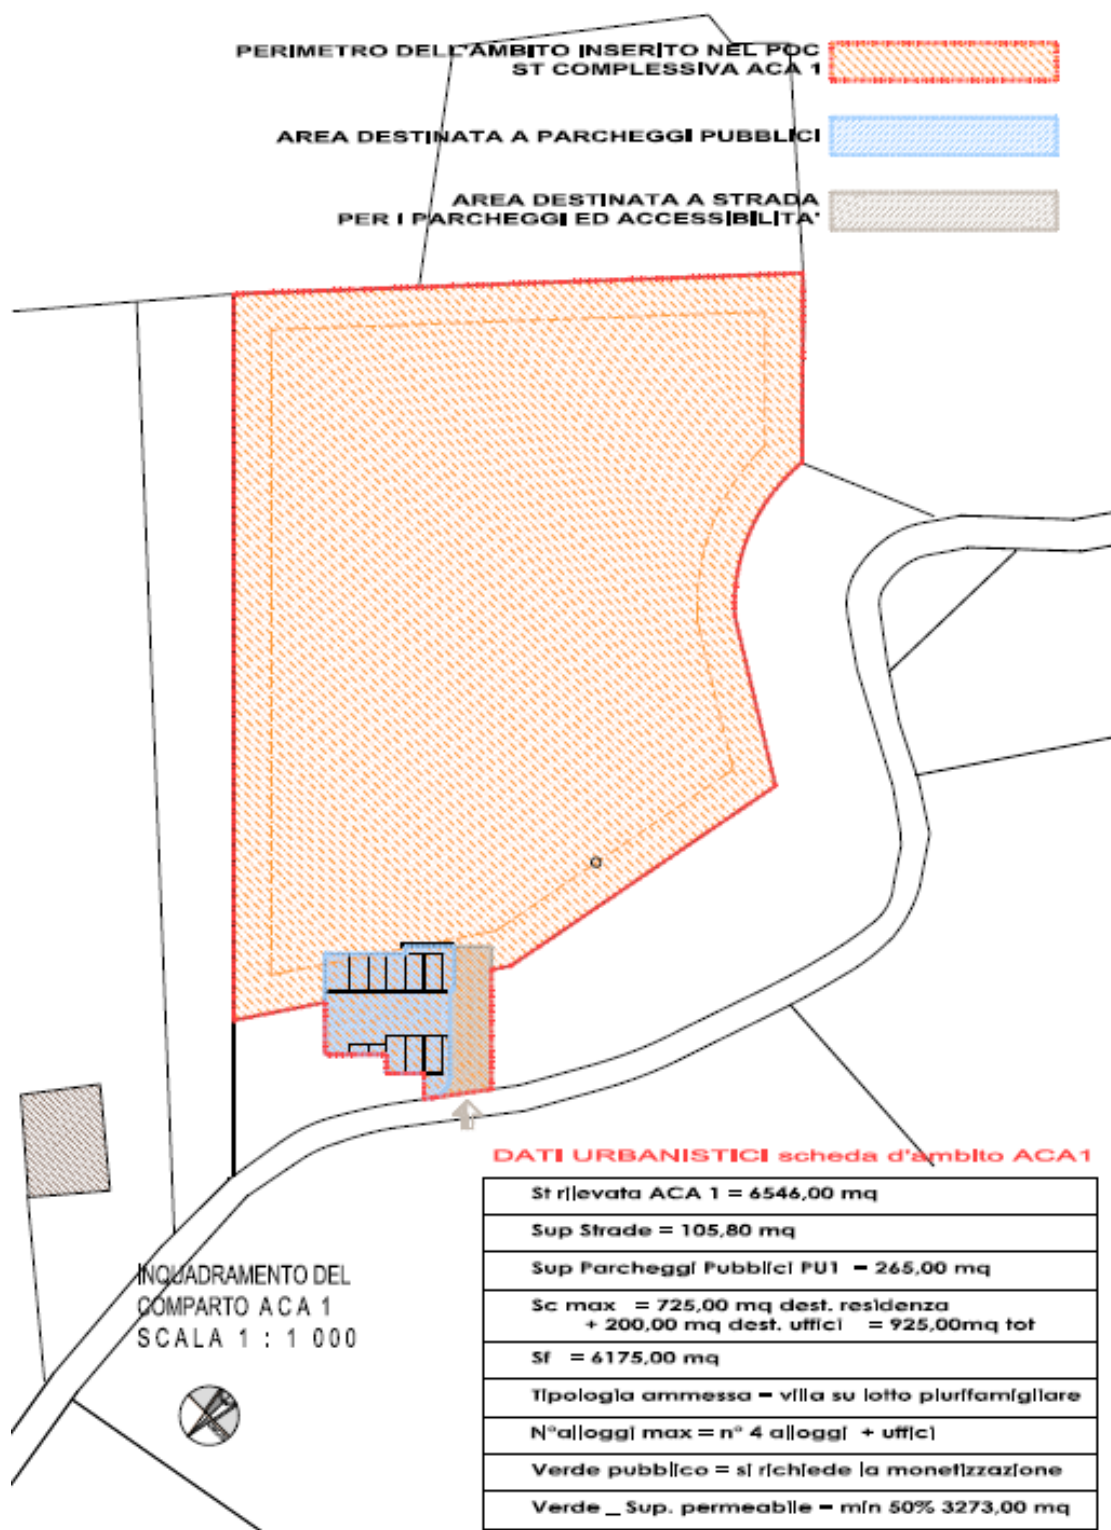 PERIMETRO DELL'AMBITO INSERITO NEL POC
ST COMPLESSIVA ACA 1
AREA DESTINATA A PARCHEGGI PUBBLICI
AREA DESTINATA A STRADA
PER I PARCHEGGI ED ACCESSIBILITA'
DATI URBANISTICI scheda d'ambito ACA1
St rilevata ACA 1 = 6546,00 mq
Sup Strade = 105,80 mq
Sup Parcheggi Pubblici PU1 = 265,00 mq
Sc max = 725,00 mq dest. residenza
+ 200,00 mq dest. uffici = 925,00mq tot
Sf = 6175,00 mq
Tipologia ammessa = villa su lotto plurifamigliare
N°alloggi max = n° 4 alloggi + uffici
Verde pubblico = si richiede la monetizzazione
Verde _ Sup. permeabile = min 50% 3273,00 mq
INQUADRAMENTO DEL
COMPARTO A C A 1
SCALA 1 : 1 000